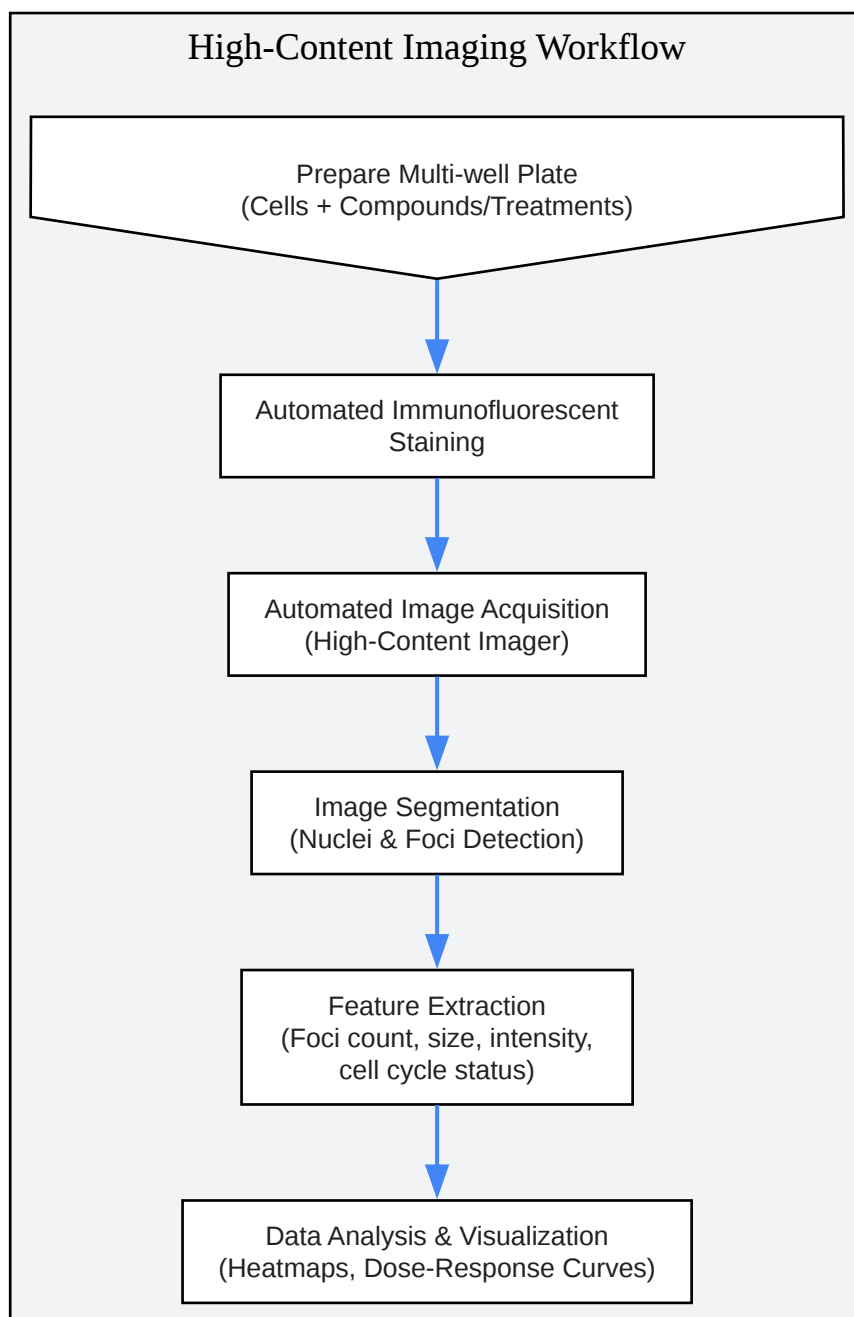 High-Content Imaging Workflow
Prepare Multi-well Plate
(Cells + Compounds/Treatments)
Automated Immunofluorescent
Staining
Automated Image Acquisition
(High-Content Imager)
Image Segmentation
(Nuclei & Foci Detection)
Feature Extraction
(Foci count, size, intensity,
cell cycle status)
Data Analysis & Visualization
(Heatmaps, Dose-Response Curves)